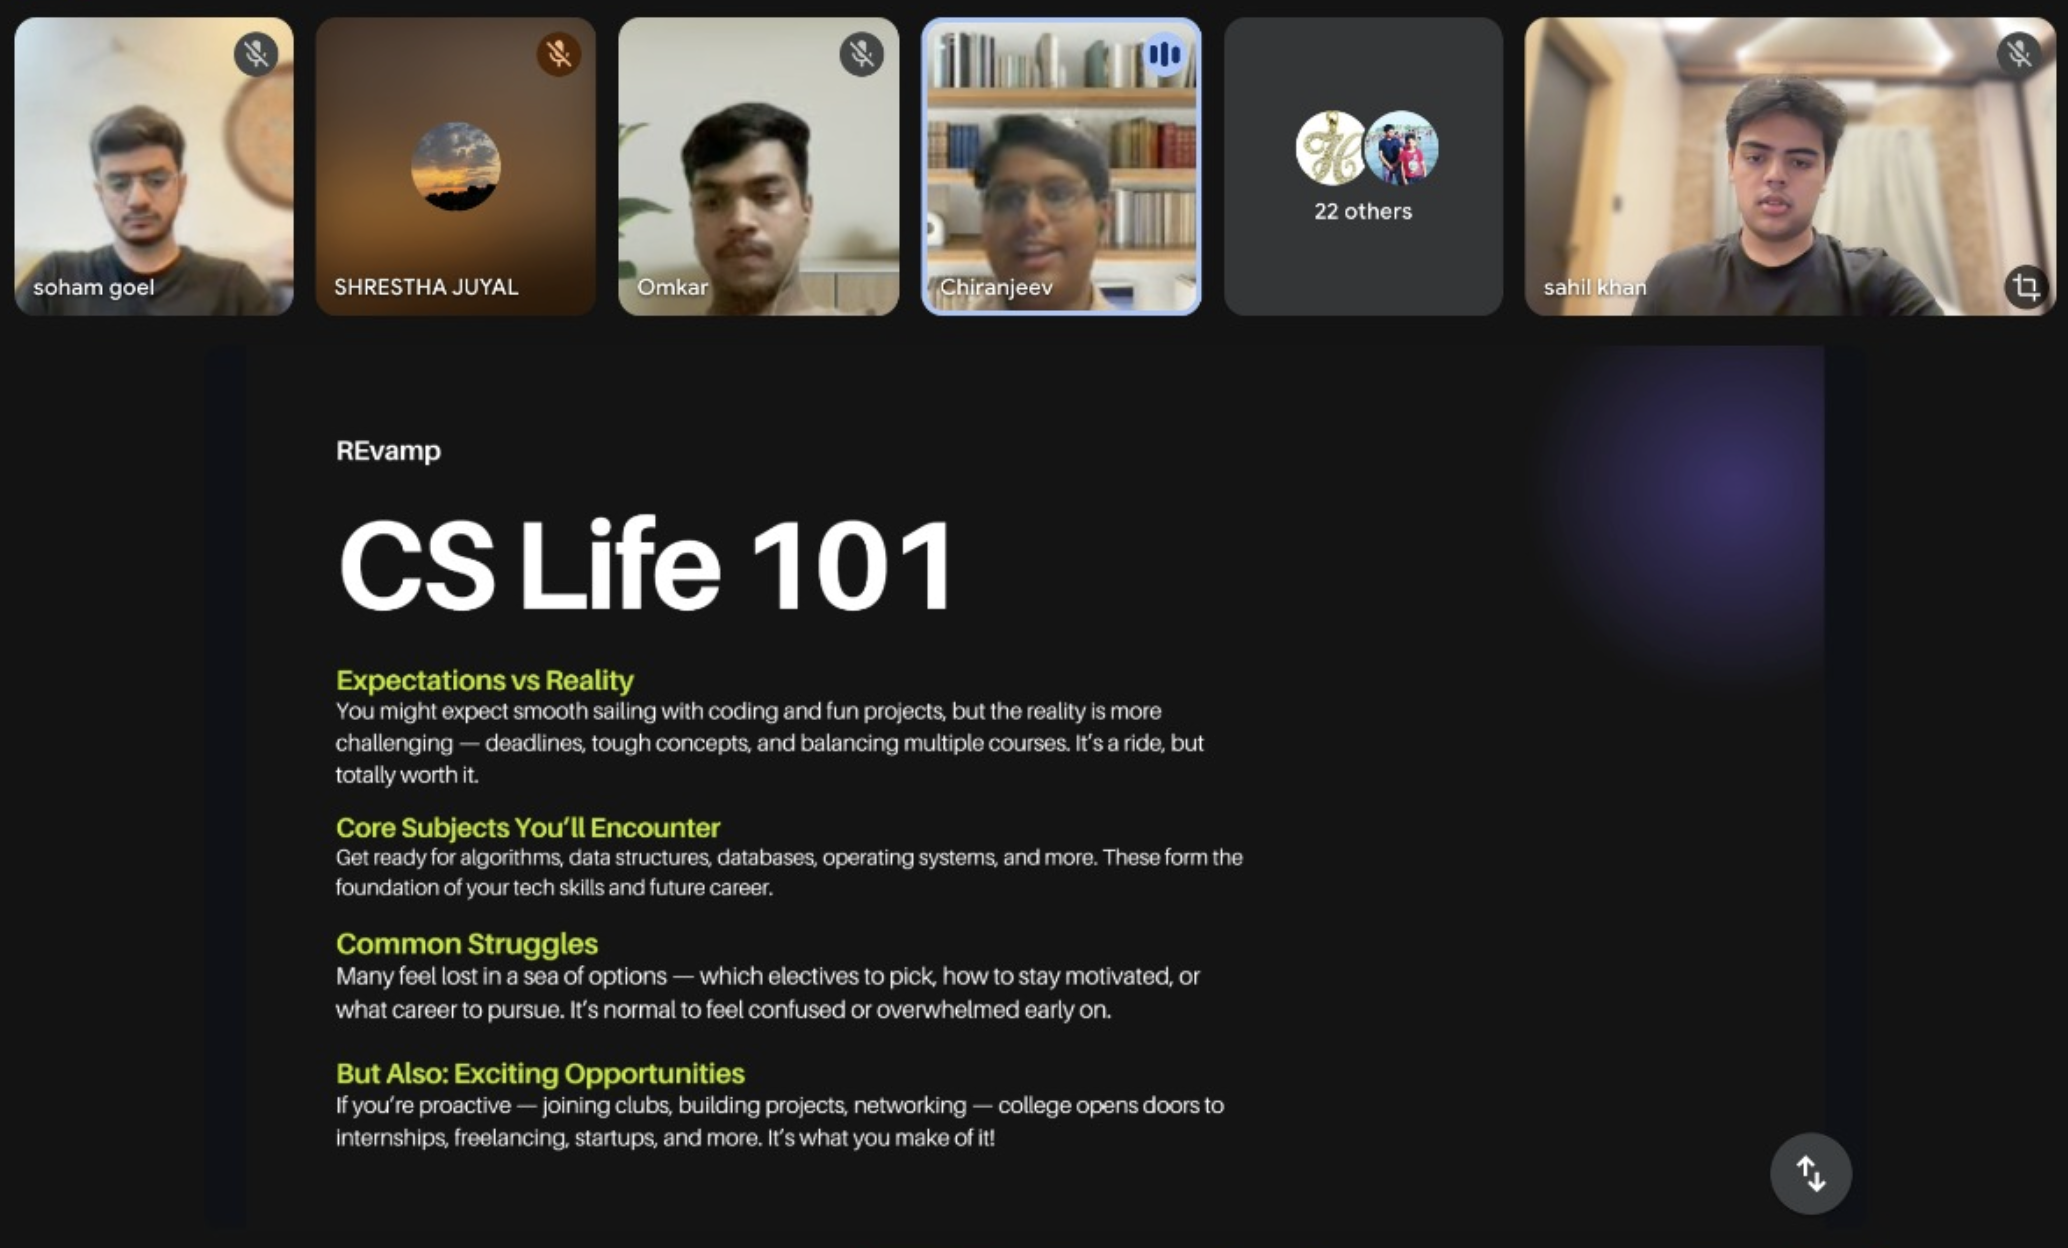 soham goel
SHRESTHA JUYAL
Omkar
Chiranjeev
22 others
sahil khan
REvamp
CS Life 101
Expectations vs Reality
You might expect smooth sailing with coding and fun projects, but the reality is more
challenging — deadlines, tough concepts, and balancing multiple courses. It's a ride, but
totally worth it.
Core Subjects You'll Encounter
Get ready for algorithms, data structures, databases, operating systems, and more. These form the
foundation of your tech skills and future career.
Common Struggles
Many feel lost in a sea of options — which electives to pick, how to stay motivated, or
what career to pursue. It's normal to feel confused or overwhelmed early on.
But Also: Exciting Opportunities
If you're proactive — joining clubs, building projects, networking — college opens doors to
internships, freelancing, startups, and more. It's what you make of it!